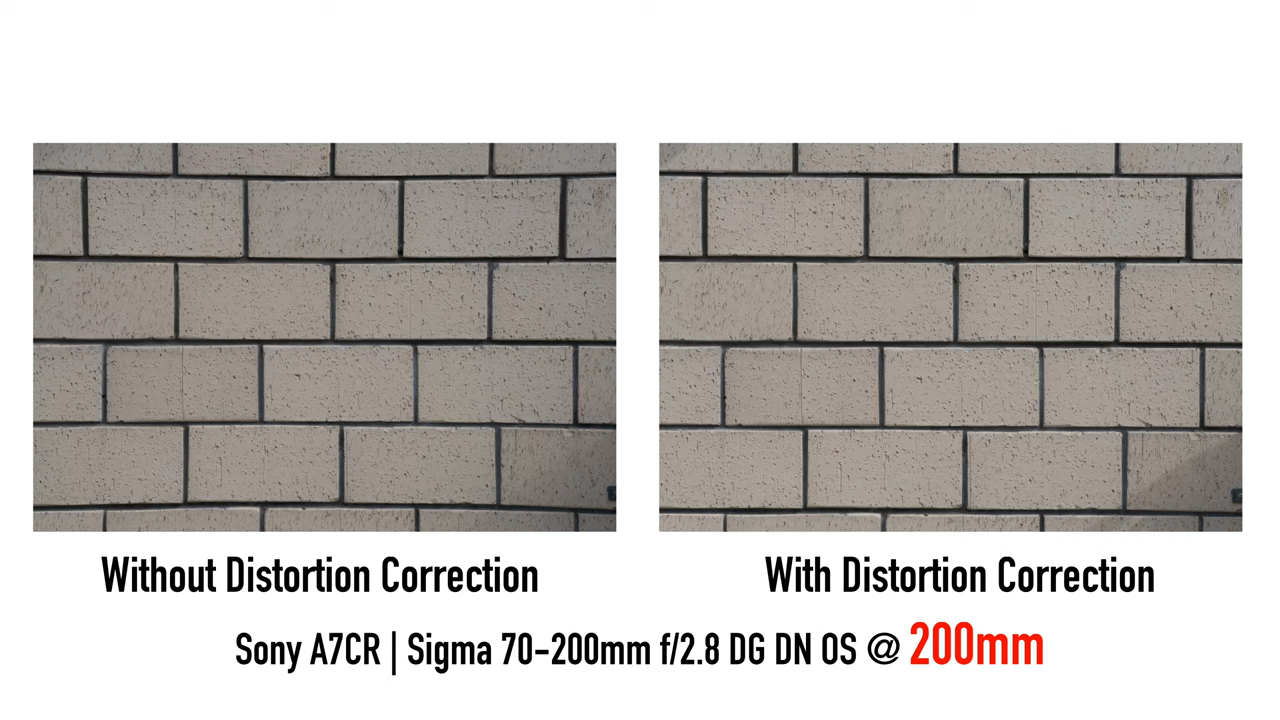 Without Distortion Correction
With Distortion Correction
Sony A7CR | Sigma 70-200mm f/2.8 DG DN OS @ 200mm